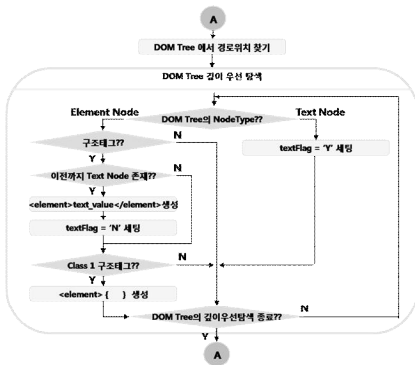 A
DOM Tree 에서 경로위치 찾기
DOM Tree 깊이 우선 탐색
Element Node
DOM Tree의 NodeType??
Text Node
구조태그??
N
textFlag = 'Y' 세팅
Y
이전까지 Text Node 존재??
N
Y
<element>text_value</element>생성
textFlag = 'N' 세팅
Class 1 구조태그??
N
Y
<element> { } 생성
N
DOM Tree의 깊이우선탐색 종료??
Y
A